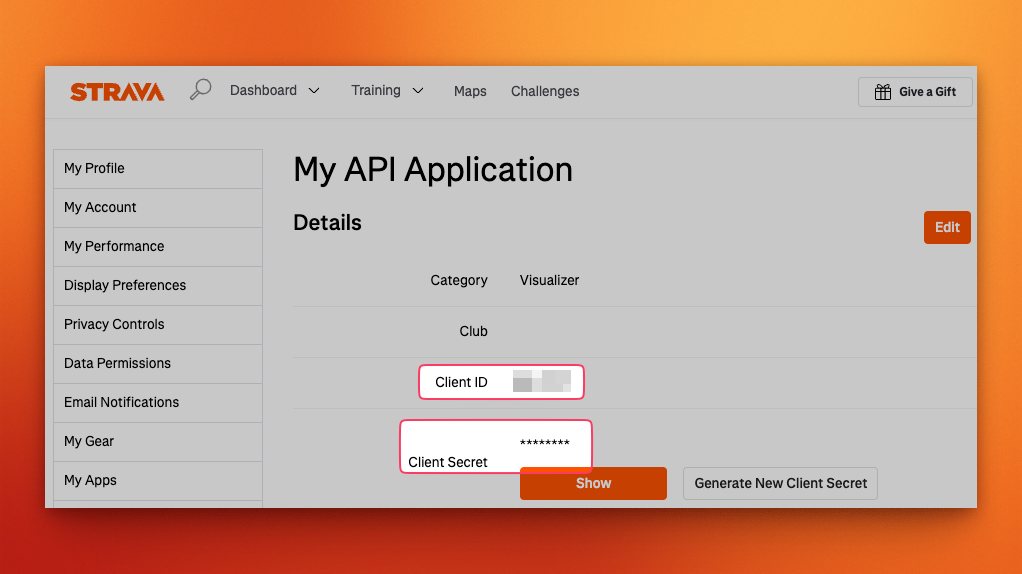 STRAVA Dashboard Training Maps Challenges Give a Gift
My Profile
My Account
My Performance
Display Preferences
Privacy Controls
Data Permissions
Email Notifications
My Gear
My Apps
My API Application
Details
Edit
Category Visualizer
Club
Client ID
********
Client Secret
Show Generate New Client Secret